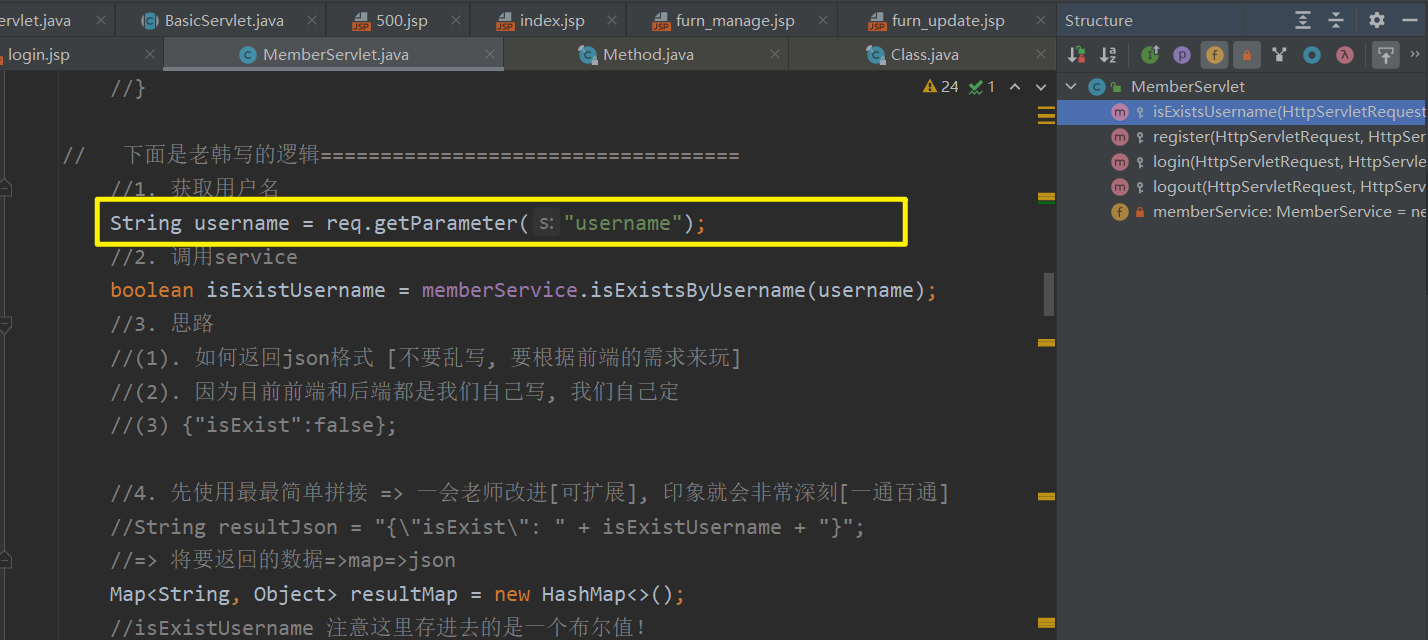 ervlet.java
BasicServlet.java
500.jsp
index.jsp
furn_manage.jsp
furn_update.jsp
Structure
login.jsp
MemberServlet.java
Method.java
Class.java
//}
24
1
MemberServlet
isExistsUsername(HttpServletRequest
register(HttpServletRequest, HttpSer
login(HttpServletRequest, HttpServle
logout(HttpServletRequest, HttpServ
memberService: MemberService = ne
// 下面是老韩写的逻辑===================================
//1. 获取用户名
String username = req.getParameter( s: "username");
//2. 调用service
boolean isExistUsername = memberService.isExistsByUsername(username);
//3. 思路
//(1). 如何返回json格式 [不要乱写, 要根据前端的需求来玩]
//(2). 因为目前前端和后端都是我们自己写, 我们自己定
//(3) {"isExist":false};
//4. 先使用最最简单拼接 => 一会老师改进[可扩展], 印象就会非常深刻[一通百通]
//String resultJson = "{\"isExist\": " + isExistUsername + "}";
//=> 将要返回的数据=>map=>json
Map<String, Object> resultMap = new HashMap<>();
//isExistUsername 注意这里存进去的是一个布尔值!